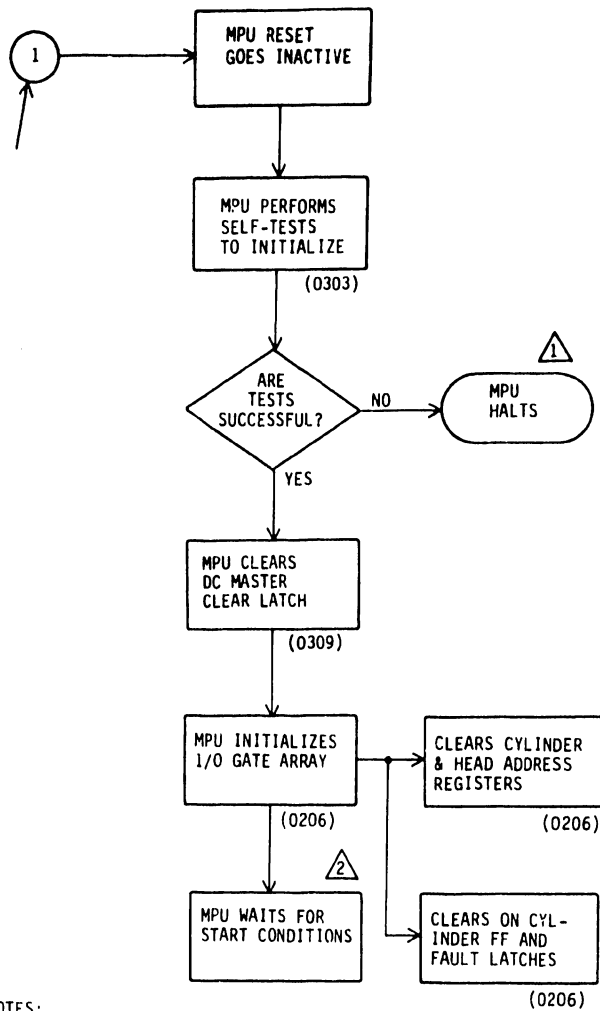 1
MPU RESET
GOES INACTIVE
MPU PERFORMS
SELF-TESTS
TO INITIALIZE
(0303)
ARE
TESTS
SUCCESSFUL?
NO
1
MPU
HALTS
YES
MPU CLEARS
DC MASTER
CLEAR LATCH
(0309)
MPU INITIALIZES
I/O GATE ARRAY
(0206)
CLEARS CYLINDER
& HEAD ADDRESS
REGISTERS
(0206)
2
MPU WAITS FOR
START CONDITIONS
CLEARS ON CYL-
INDER FF AND
FAULT LATCHES
(0206)